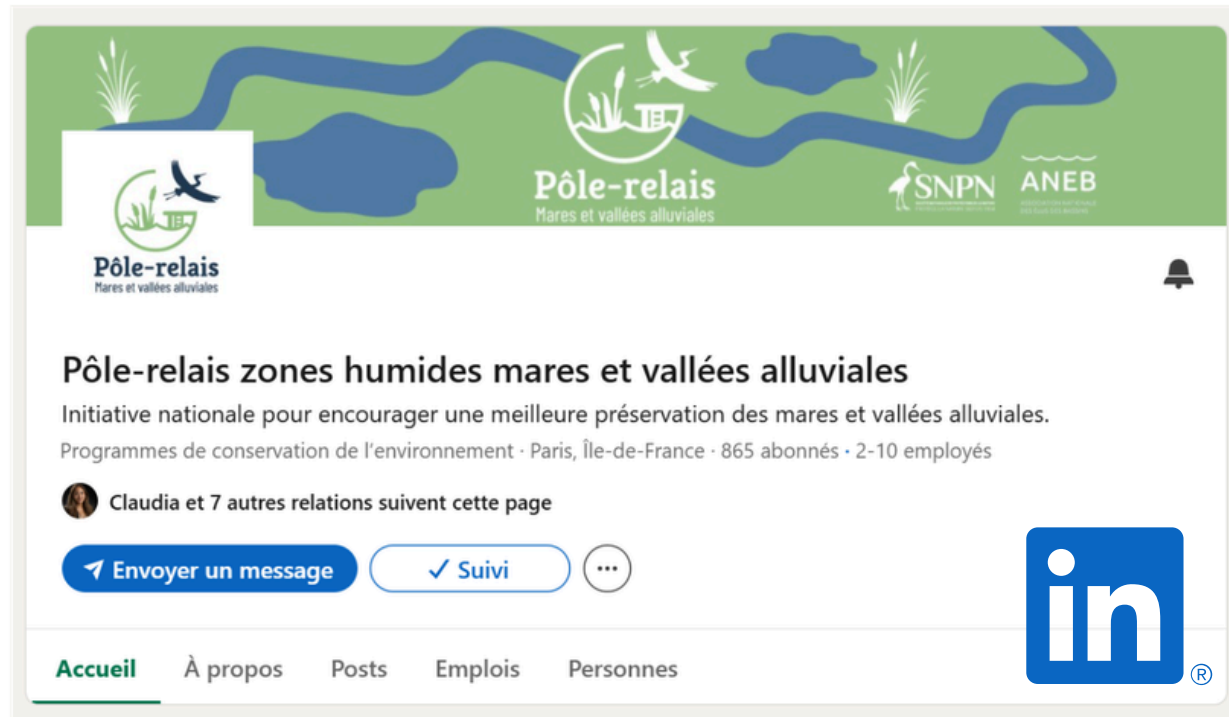 Pôle-relais
Mares et vallées alluviales
SNPN
ANEB
Pôle-relais
Mares et vallées alluviales
Pôle-relais zones humides mares et vallées alluviales
Initiative nationale pour encourager une meilleure préservation des mares et vallées alluviales.
Programmes de conservation de l'environnement · Paris, Île-de-France · 865 abonnés · 2-10 employés
Claudia et 7 autres relations suivent cette page
Envoyer un message
Suivi
Accueil
À propos
Posts
Emplois
Personnes
in
®